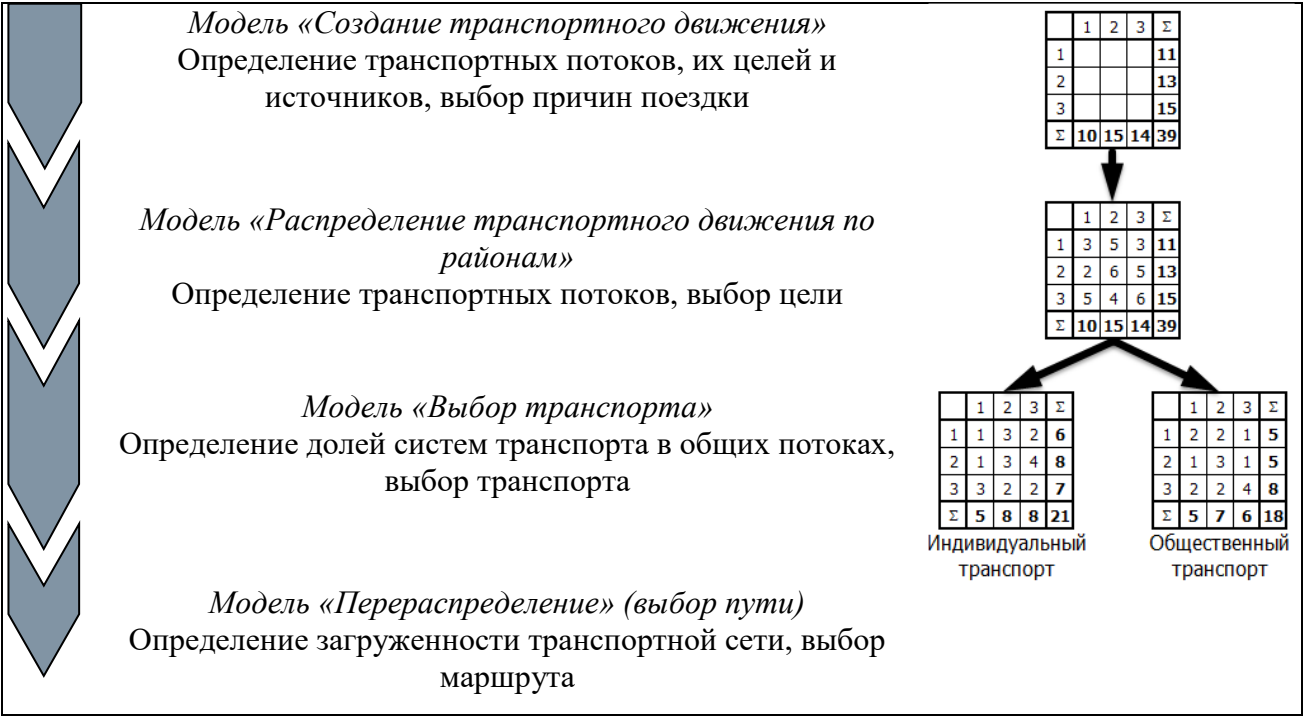 Модель «Создание транспортного движения»
Определение транспортных потоков, их целей и
источников, выбор причин поездки
1 2 3 Σ
1 11
2 13
3 15
Σ 10 15 14 39
Модель «Распределение транспортного движения по
районам»
Определение транспортных потоков, выбор цели
1 2 3 Σ
1 3 5 3 11
2 2 6 5 13
3 5 4 6 15
Σ 10 15 14 39
Модель «Выбор транспорта»
Определение долей систем транспорта в общих потоках,
выбор транспорта
1 2 3 Σ
1 1 3 2 6
2 1 3 4 8
3 3 2 2 7
Σ 5 8 8 21
Индивидуальный
транспорт
1 2 3 Σ
1 2 2 1 5
2 1 3 1 5
3 2 2 4 8
Σ 5 7 6 18
Общественный
транспорт
Модель «Перераспределение» (выбор пути)
Определение загруженности транспортной сети, выбор
маршрута